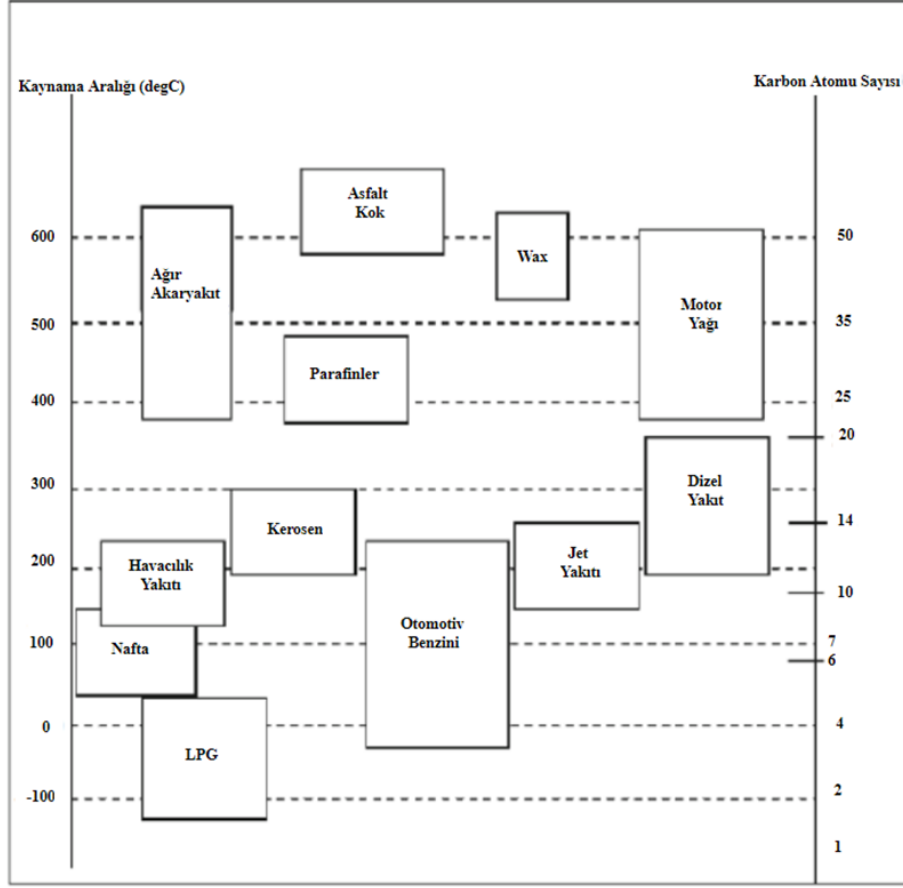 Kaynama Aralığı (degC)
Karbon Atomu Sayısı
Asfalt
Kok
600
50
Wax
Ağır
Akaryakıt
Motor
Yağı
500
35
Parafinler
400
25
20
300
Dizel
Yakıt
Kerosen
14
200
Havacılık
Yakıtı
Jet
Yakıtı
10
Otomotiv
Benzini
100
Nafta
7
6
0
4
LPG
-100
2
1